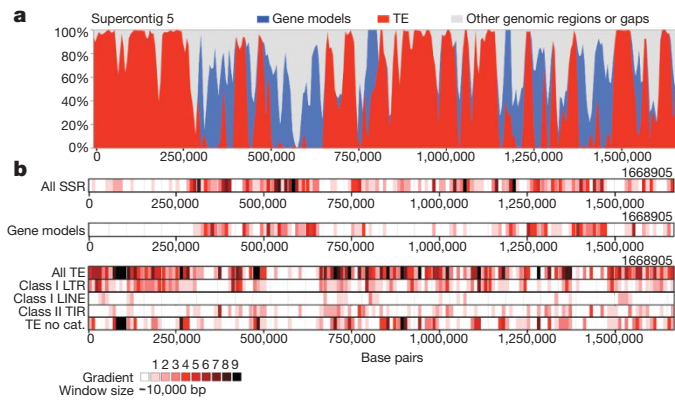 a
Supercontig 5
Gene models
TE
Other genomic regions or gaps
100%
80%
60%
40%
20%
0%
0 250,000 500,000 750,000 1,000,000 1,250,000 1,500,000
b
1668905
All SSR
0 250,000 500,000 750,000 1,000,000 1,250,000 1,500,000
1668905
Gene models
0 250,000 500,000 750,000 1,000,000 1,250,000 1,500,000
1668905
All TE
Class I LTR
Class I LINE
Class II TIR
TE no cat.
0 250,000 500,000 750,000 1,000,000 1,250,000 1,500,000
Base pairs
1 2 3 4 5 6 7 8 9
Gradient
Window size ~10,000 bp